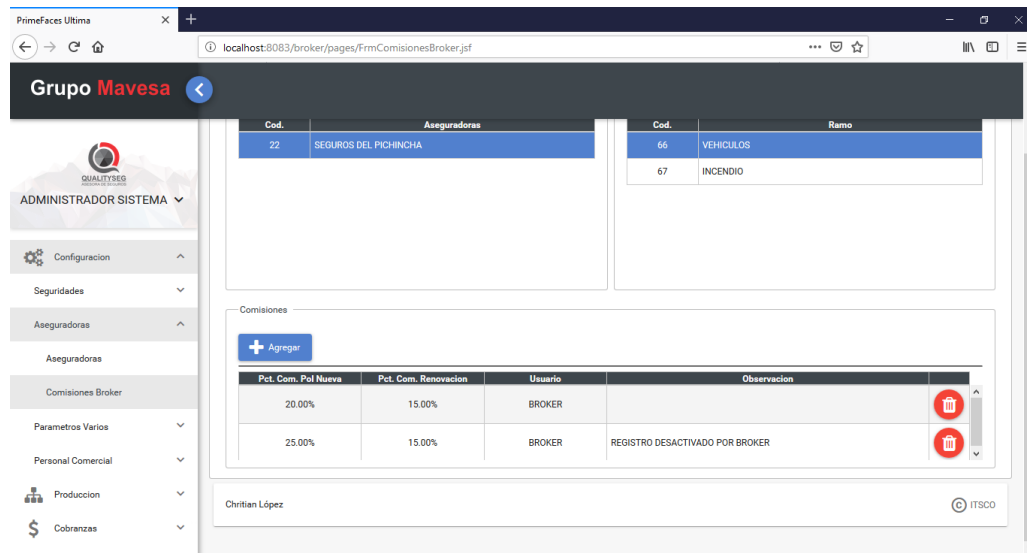 PrimeFaces Ultima
localhost:8083/broker/pages/FrmComisionesBroker.jsf
Grupo Mavesa
QUALITYSEG
ADMINISTRADOR SISTEMA
Configuracion
Seguridades
Aseguradoras
Aseguradoras
Comisiones Broker
Parametros Varios
Personal Comercial
Produccion
Cobranzas
Cod. Aseguradoras
22 SEGUROS DEL PICHINCHA
Cod. Ramo
66 VEHICULOS
67 INCENDIO
Comisiones
Agregar
Pct. Com. Pol Nueva Pct. Com. Renovacion Usuario Observacion
20.00% 15.00% BROKER
25.00% 15.00% BROKER REGISTRO DESACTIVADO POR BROKER
Chritian López © ITSCO